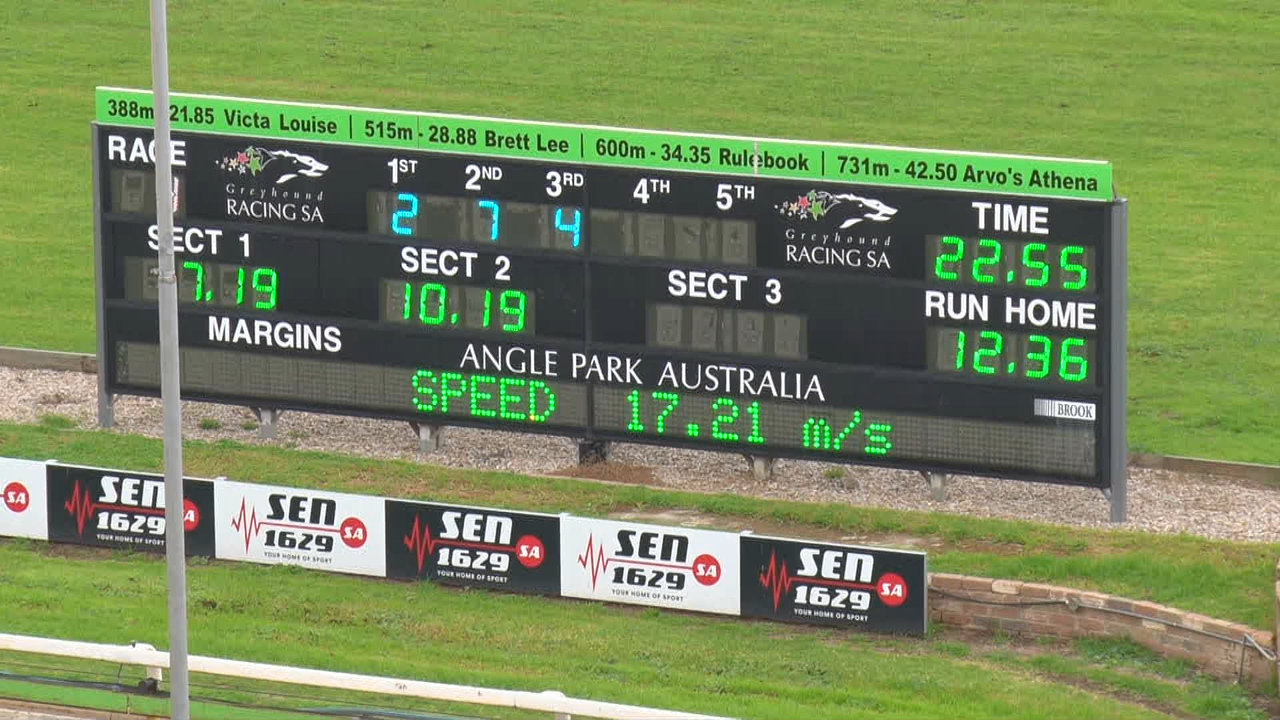 388m - 21.85 Victa Louise | 515m - 28.88 Brett Lee | 600m - 34.35 Rulebook | 731m - 42.50 Arvo's Athena
RACE
Greyhound
RACING SA
1ST 2ND 3RD 4TH 5TH
2 7 4
Greyhound
RACING SA
TIME
22.55
SECT 1
7.19
SECT 2
10.19
SECT 3
RUN HOME
12.36
MARGINS
ANGLE PARK AUSTRALIA
SPEED 17.21 m/s
BROOK
SA
SEN
1629 SA
SEN
1629 SA
YOUR HOME OF SPORT
SEN
1629 SA
YOUR HOME OF SPORT
SEN
1629 SA
YOUR HOME OF SPORT
SEN
1629 SA
YOUR HOME OF SPORT